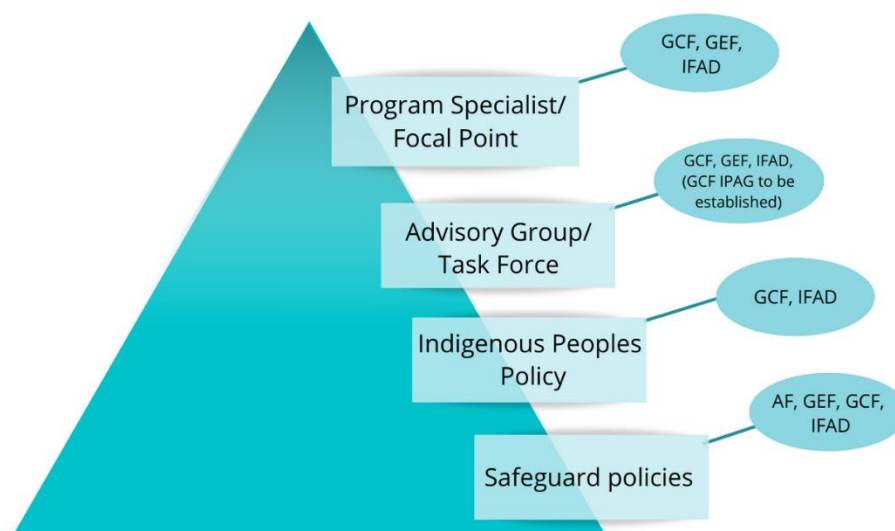 GCF, GEF,
IFAD
Program Specialist/
Focal Point
GCF, GEF, IFAD,
(GCF IPAG to be
established)
Advisory Group/
Task Force
GCF, IFAD
Indigenous Peoples
Policy
AF, GEF, GCF,
IFAD
Safeguard policies